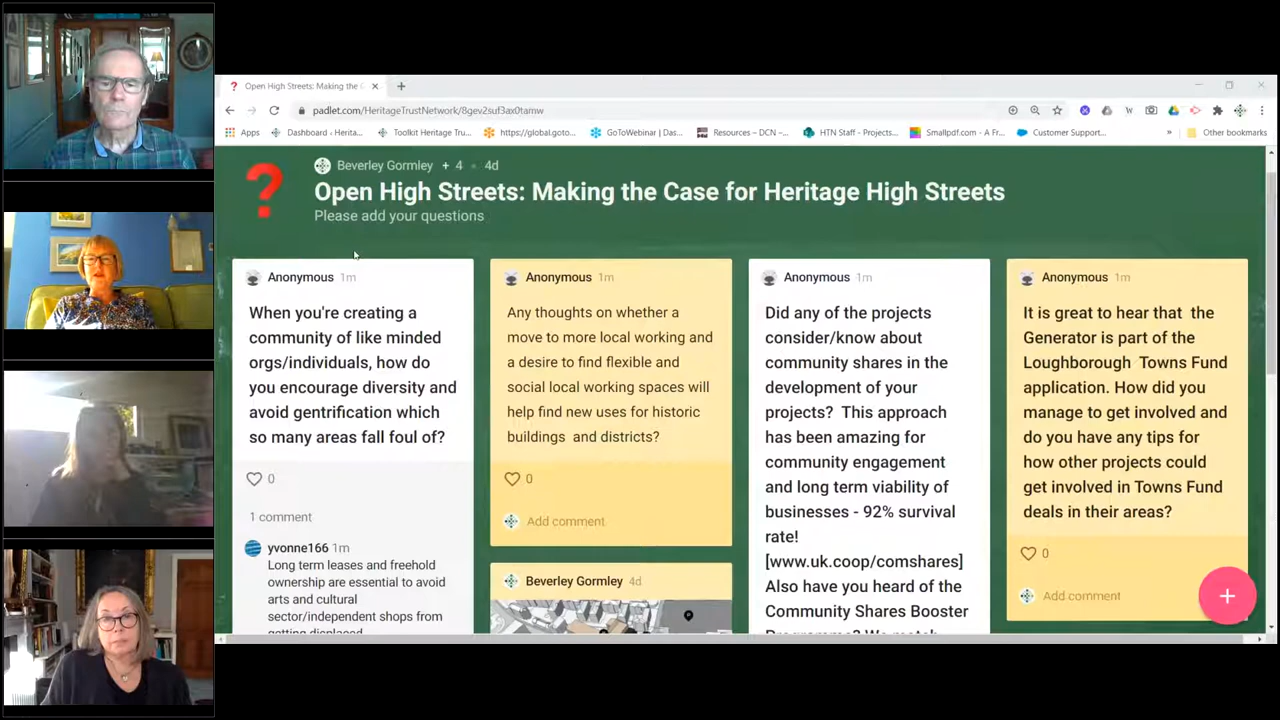 Open High Streets: Making the
padlet.com/HeritageTrustNetwork/8gev2suf3ax0tamw
Apps
Dashboard ‹ Herita...
Toolkit Heritage Tru...
https://global.goto...
GoToWebinar | Das...
Resources – DCN –...
HTN Staff - Projects...
Smallpdf.com - A Fr...
Customer Support...
»
Other bookmarks
Beverley Gormley + 4 4d
Open High Streets: Making the Case for Heritage High Streets
Please add your questions
Anonymous 1m
When you're creating a
community of like minded
orgs/individuals, how do
you encourage diversity and
avoid gentrification which
so many areas fall foul of?
0
1 comment
yvonne166 1m
Long term leases and freehold
ownership are essential to avoid
arts and cultural
sector/independent shops from
getting displaced
Anonymous 1m
Any thoughts on whether a
move to more local working and
a desire to find flexible and
social local working spaces will
help find new uses for historic
buildings and districts?
0
Add comment
Beverley Gormley 4d
Anonymous 1m
Did any of the projects
consider/know about
community shares in the
development of your
projects? This approach
has been amazing for
community engagement
and long term viability of
businesses - 92% survival
rate!
[www.uk.coop/comshares]
Also have you heard of the
Community Shares Booster
Programme? We match
Anonymous 1m
It is great to hear that the
Generator is part of the
Loughborough Towns Fund
application. How did you
manage to get involved and
do you have any tips for
how other projects could
get involved in Towns Fund
deals in their areas?
0
Add comment